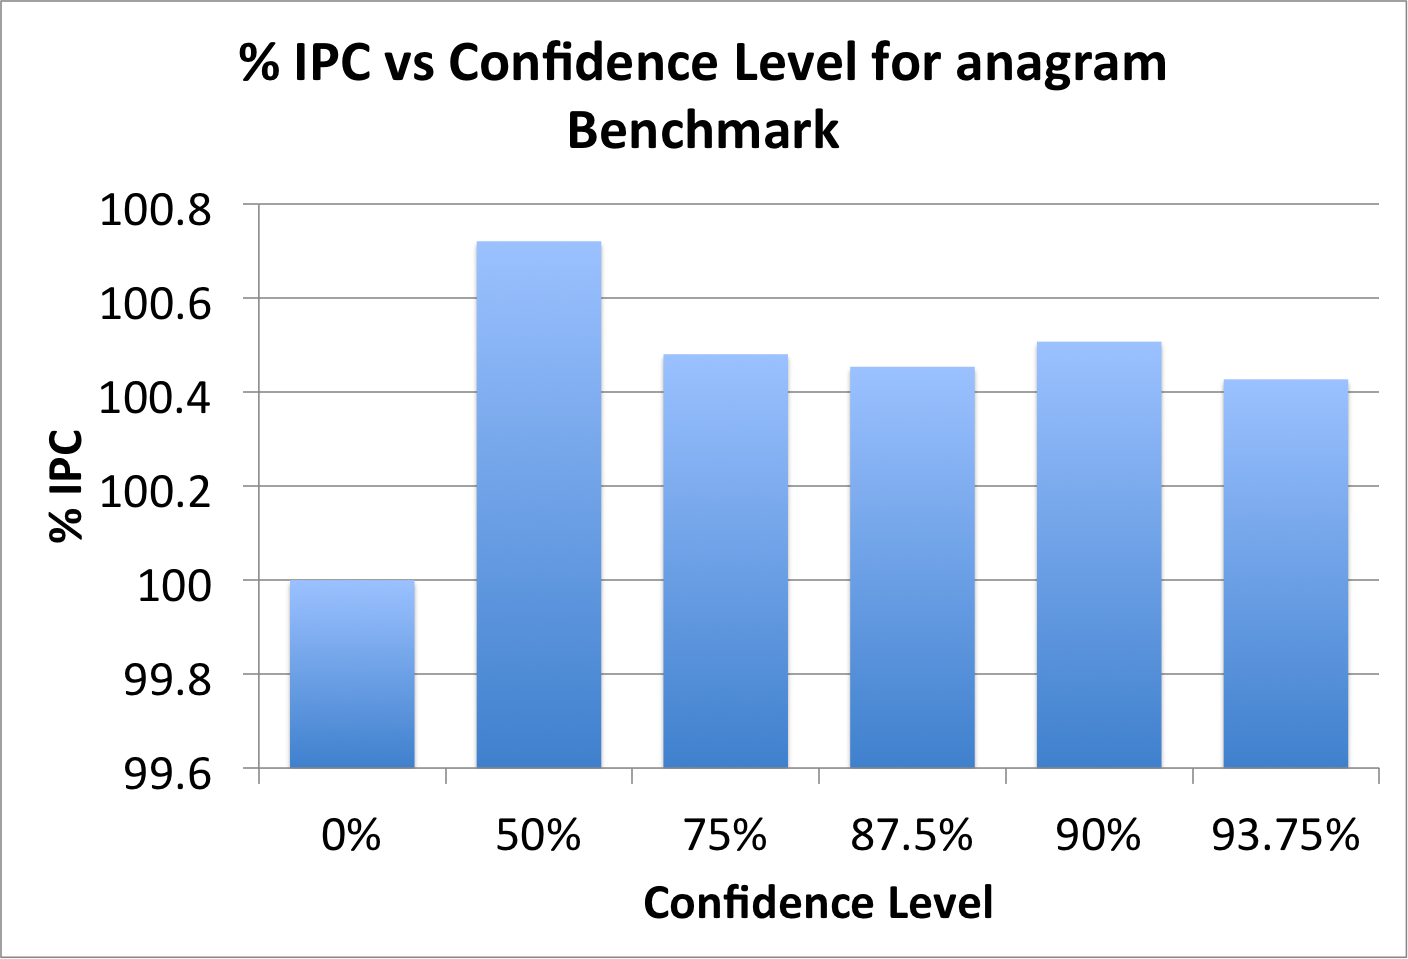 % IPC vs Confidence Level for anagram
Benchmark
100.8
100.6
100.4
100.2
100
99.8
99.6
% IPC
0% 50% 75% 87.5% 90% 93.75%
Confidence Level